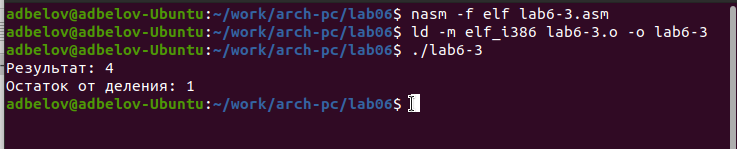 adbelov@adbelov-Ubuntu:~/work/arch-pc/lab06$ nasm -f elf lab6-3.asm
adbelov@adbelov-Ubuntu:~/work/arch-pc/lab06$ ld -m elf_i386 lab6-3.o -o lab6-3
adbelov@adbelov-Ubuntu:~/work/arch-pc/lab06$ ./lab6-3
Результат: 4
Остаток от деления: 1
adbelov@adbelov-Ubuntu:~/work/arch-pc/lab06$